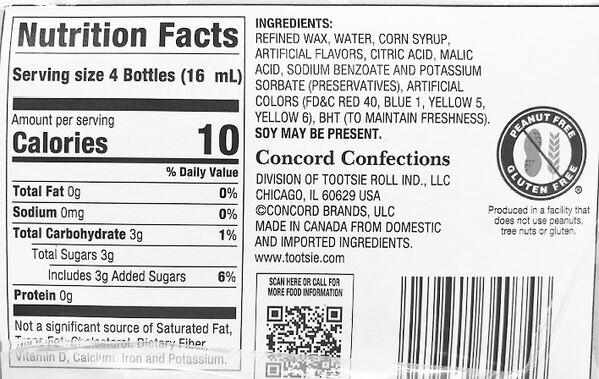 Nutrition Facts
Serving size 4 Bottles (16 mL)
Amount per serving
Calories 10
% Daily Value
Total Fat 0g 0%
Sodium 0mg 0%
Total Carbohydrate 3g 1%
Total Sugars 3g
Includes 3g Added Sugars 6%
Protein 0g
Not a significant source of Saturated Fat,
Trans Fat, Cholesterol, Dietary Fiber,
Vitamin D, Calcium, Iron and Potassium.
INGREDIENTS:
REFINED WAX, WATER, CORN SYRUP,
ARTIFICIAL FLAVORS, CITRIC ACID, MALIC
ACID, SODIUM BENZOATE AND POTASSIUM
SORBATE (PRESERVATIVES), ARTIFICIAL
COLORS (FD&C RED 40, BLUE 1, YELLOW 5,
YELLOW 6), BHT (TO MAINTAIN FRESHNESS).
SOY MAY BE PRESENT.
Concord Confections
DIVISION OF TOOTSIE ROLL IND., LLC
CHICAGO, IL 60629 USA
©CONCORD BRANDS, ULC
MADE IN CANADA FROM DOMESTIC
AND IMPORTED INGREDIENTS.
www.tootsie.com
SCAN HERE OR CALL FOR
MORE FOOD INFORMATION
PEANUT FREE
GLUTEN FREE
®
Produced in a facility that
does not use peanuts,
tree nuts or gluten.